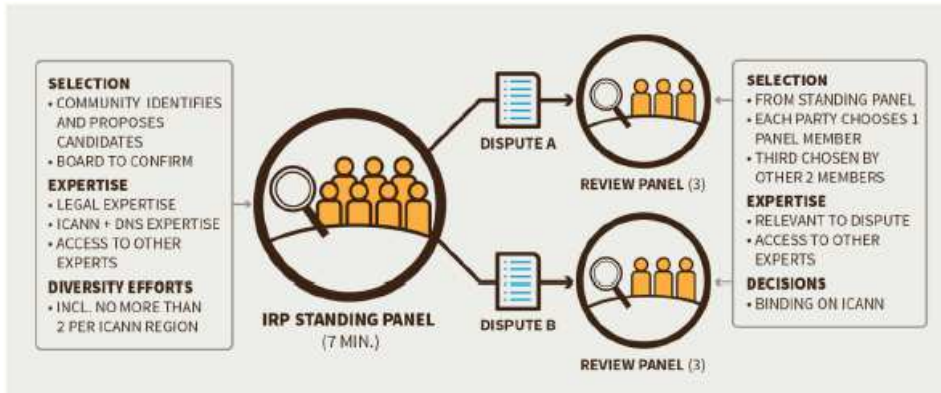 SELECTION
• COMMUNITY IDENTIFIES
AND PROPOSES
CANDIDATES
• BOARD TO CONFIRM
EXPERTISE
• LEGAL EXPERTISE
• ICANN + DNS EXPERTISE
• ACCESS TO OTHER
EXPERTS
DIVERSITY EFFORTS
• INCL. NO MORE THAN
2 PER ICANN REGION
IRP STANDING PANEL
(7 MIN.)
DISPUTE A
DISPUTE B
REVIEW PANEL (3)
REVIEW PANEL (3)
SELECTION
• FROM STANDING PANEL
• EACH PARTY CHOOSES 1
PANEL MEMBER
• THIRD CHOSEN BY
OTHER 2 MEMBERS
EXPERTISE
• RELEVANT TO DISPUTE
• ACCESS TO OTHER
EXPERTS
DECISIONS
• BINDING ON ICANN